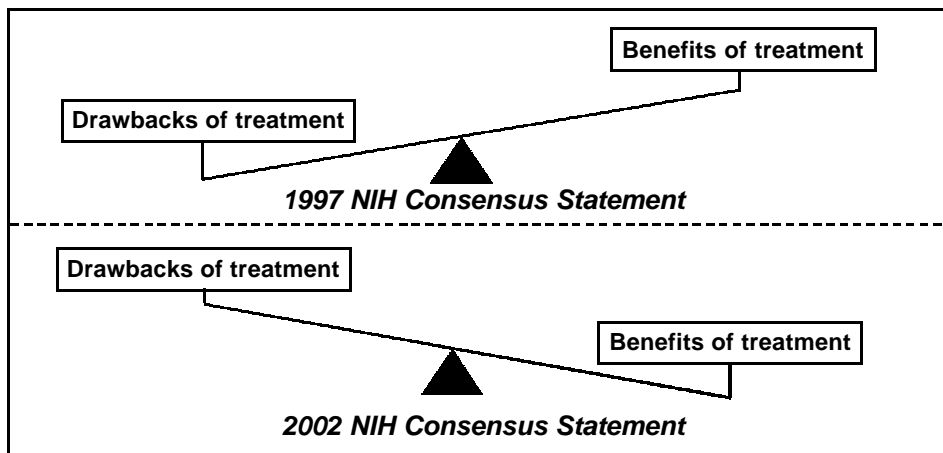 Benefits of treatment
Drawbacks of treatment
1997 NIH Consensus Statement
Drawbacks of treatment
Benefits of treatment
2002 NIH Consensus Statement